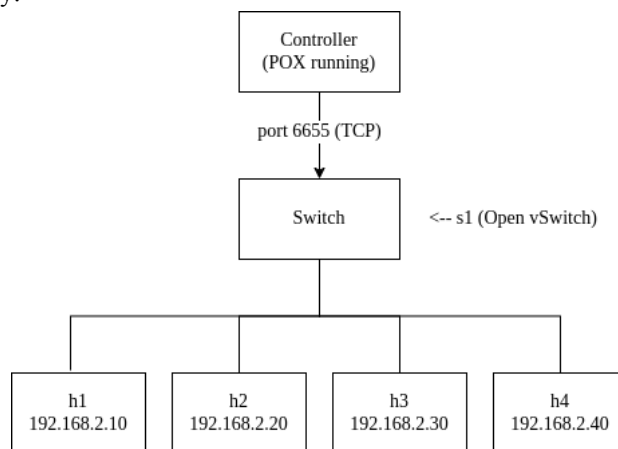 y.
Controller
(POX running)
port 6655 (TCP)
Switch
<-- s1 (Open vSwitch)
h1
192.168.2.10
h2
192.168.2.20
h3
192.168.2.30
h4
192.168.2.40